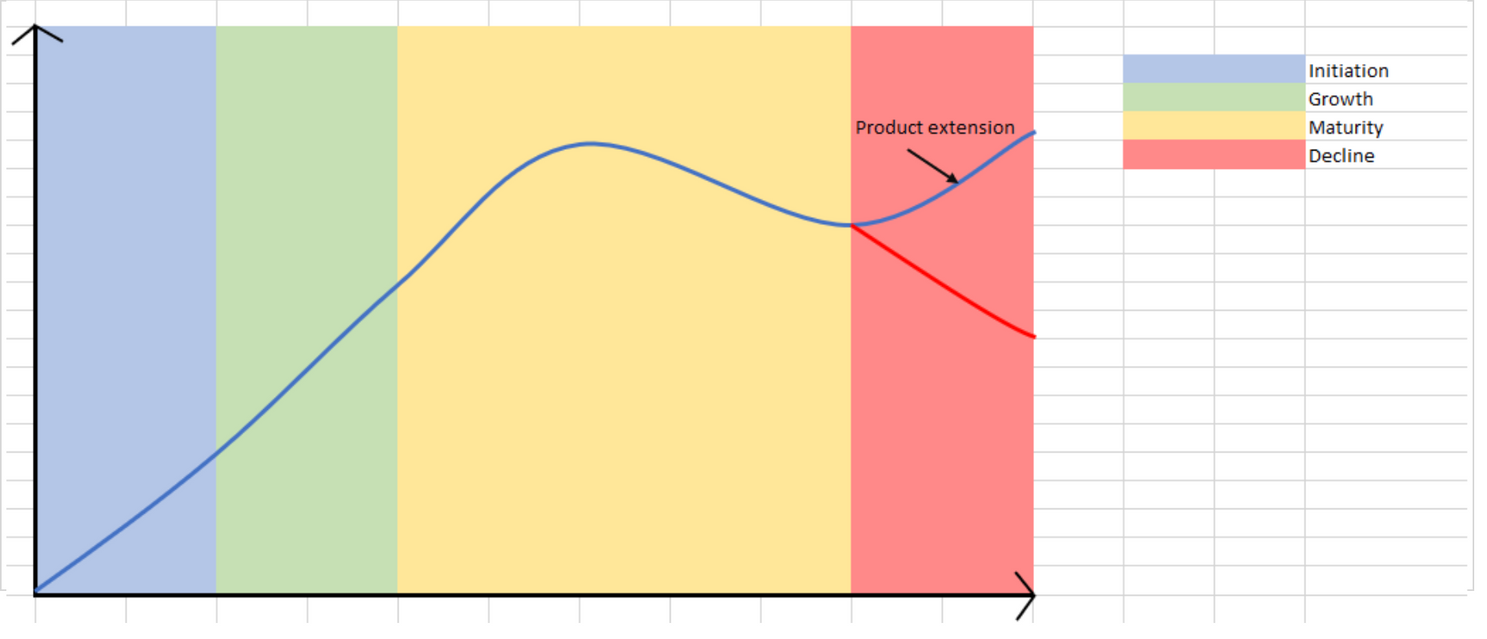 Product extension
Initiation
Growth
Maturity
Decline